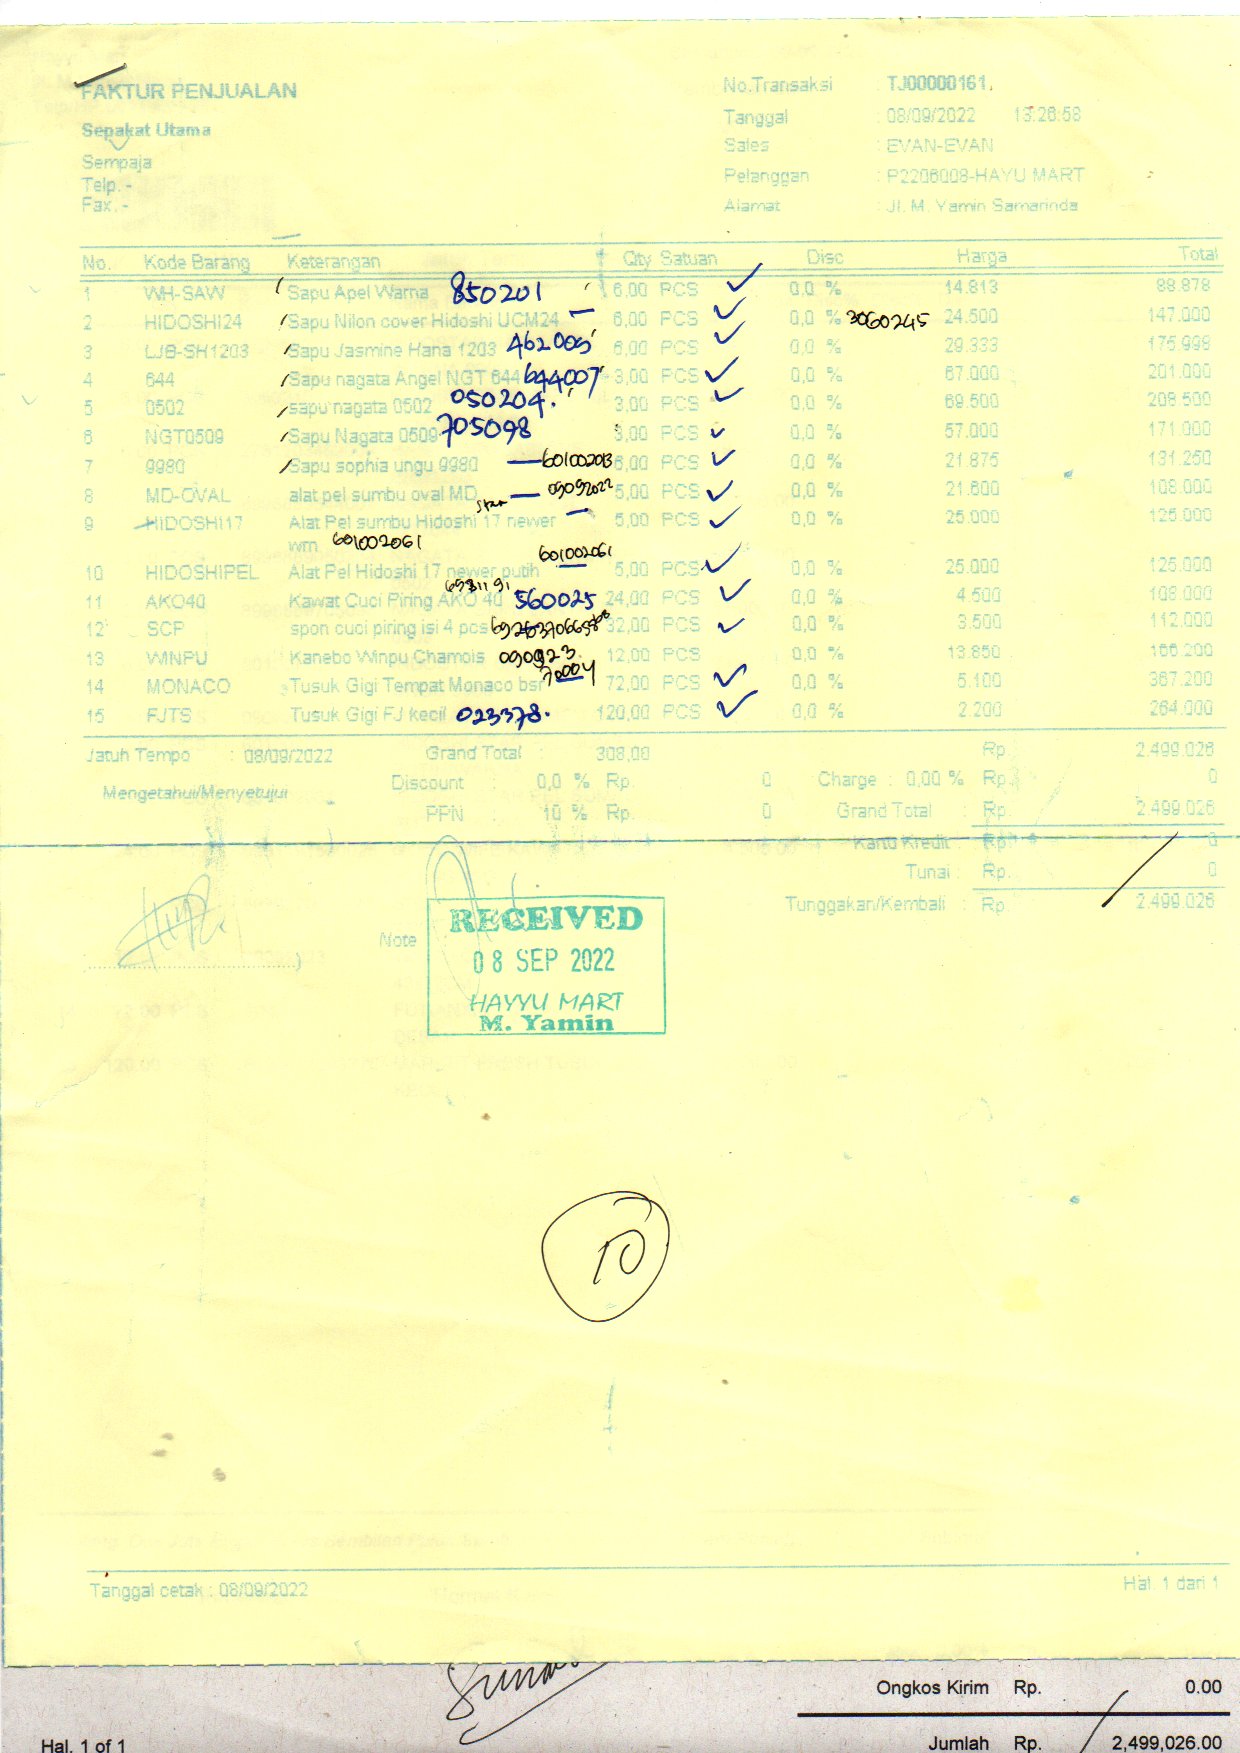 FAKTUR PENJUALAN
Sepakat Utama
Sempaja
Telp. -
Fax. -
No.Transaksi : TJ00000161.
Tanggal : 08/09/2022 13:26:58
Sales : EVAN-EVAN
Pelanggan : P2206008-HAYU MART
Alamat : Jl. M. Yamin Samarinda
No. Kode Barang Keterangan Qty Satuan Disc Harga Total
1 WH-SAW Sapu Apel Warna 850201 6,00 PCS 0,0 % 14.813 88.878
2 HIDOSHI24 Sapu Nilon cover Hidoshi UCM24 6,00 PCS 0,0 % 3060245 24.500 147.000
3 LJB-SH1203 Sapu Jasmine Hana 1203 462005 6,00 PCS 0,0 % 29.333 175.998
4 644 Sapu nagata Angel NGT 644 644007 3,00 PCS 0,0 % 67.000 201.000
5 0502 sapu nagata 0502 050204. 3,00 PCS 0,0 % 69.500 208.500
6 NGT0509 Sapu Nagata 0509 705098 3,00 PCS 0,0 % 57.000 171.000
7 9980 Sapu sophia ungu 9980 6,00 PCS 0,0 % 21.875 131.250
8 MD-OVAL alat pel sumbu oval MD 09092022 5,00 PCS 0,0 % 21.600 108.000
9 HIDOSHI17 Alat Pel sumbu Hidoshi 17 newer 5,00 PCS 0,0 % 25.000 125.000
wrn 601002061
601002061
10 HIDOSHIPEL Alat Pel Hidoshi 17 newer putih 5,00 PCS 0,0 % 25.000 125.000
11 AKO40 Kawat Cuci Piring AKO 40 560025 24,00 PCS 0,0 % 4.500 108.000
12 SCP spon cuci piring isi 4 pcs 32,00 PCS 0,0 % 3.500 112.000
13 WINPU Kanebo Winpu Chamois 090923 12,00 PCS 0,0 % 13.850 166.200
70004
14 MONACO Tusuk Gigi Tempat Monaco bsr 72,00 PCS 0,0 % 5.100 367.200
15 FJTS Tusuk Gigi FJ kecil 023378. 120,00 PCS 0,0 % 2.200 264.000
Jatuh Tempo : 08/09/2022 Grand Total : 308,00 Rp. 2.499.026
Discount : 0,0 % Rp. 0 Charge : 0,00 % Rp. 0
Mengetahui/Menyetujui
PPN 10 % Rp. 0 Grand Total : Rp. 2.499.026
Kartu Kredit : Rp. 0
Tunai : Rp. 0
Tunggakan/Kembali : Rp. 2.499.026
Note
RECEIVED
08 SEP 2022
HAYYU MART
M. Yamin
10
Tanggal cetak : 08/09/2022 Hal. 1 dari 1
Ongkos Kirim Rp. 0.00
Hal. 1 of 1 Jumlah Rp. 2,499,026.00